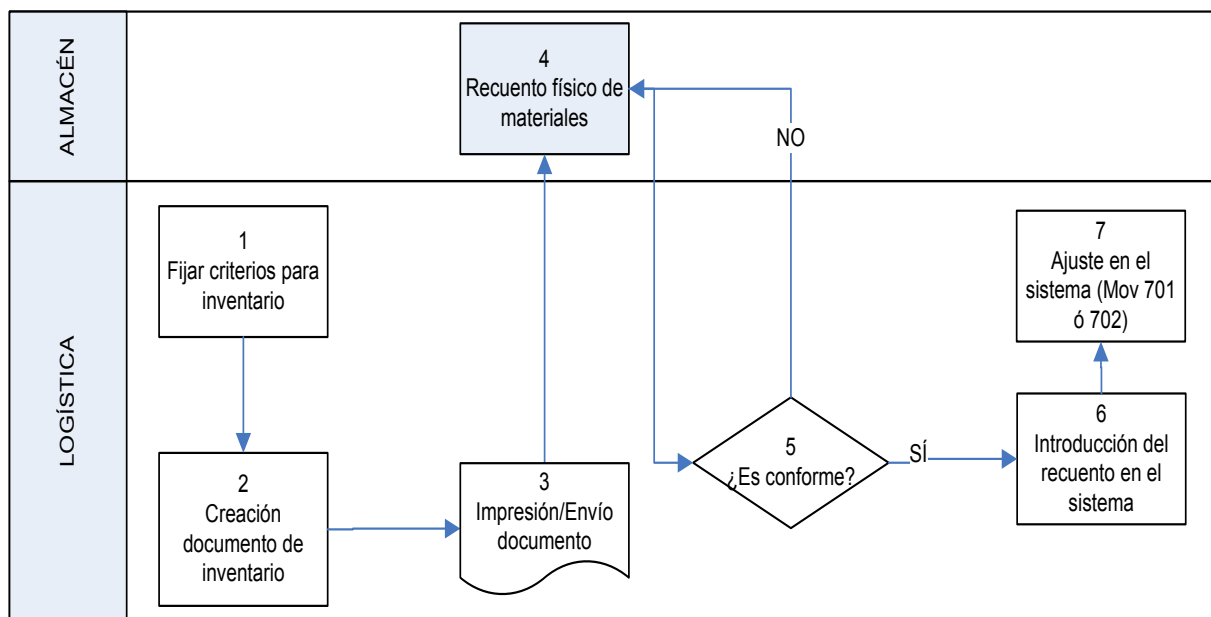 ALMACÉN
4
Recuento físico de
materiales
NO
LOGÍSTICA
1
Fijar criterios para
inventario
2
Creación
documento de
inventario
3
Impresión/Envío
documento
5
¿Es conforme?
SÍ
6
Introducción del
recuento en el
sistema
7
Ajuste en el
sistema (Mov 701
ó 702)